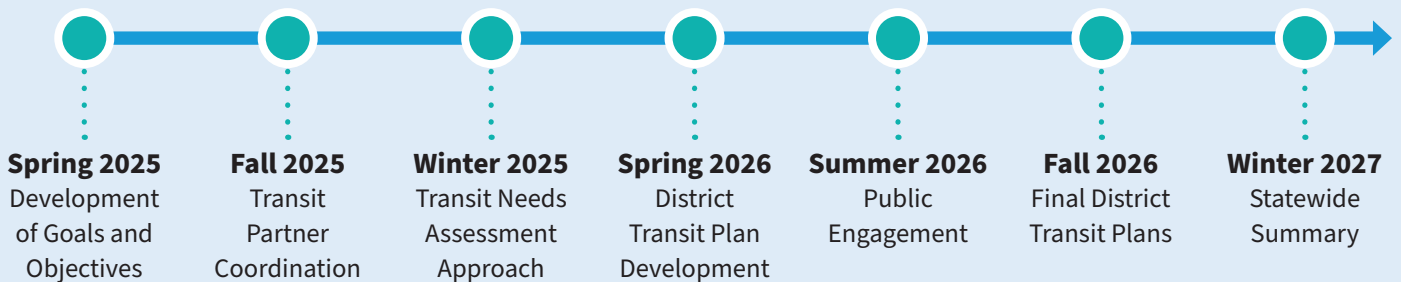 Spring 2025
Development
of Goals and
Objectives
Fall 2025
Transit
Partner
Coordination
Winter 2025
Transit Needs
Assessment
Approach
Spring 2026
District
Transit Plan
Development
Summer 2026
Public
Engagement
Fall 2026
Final District
Transit Plans
Winter 2027
Statewide
Summary